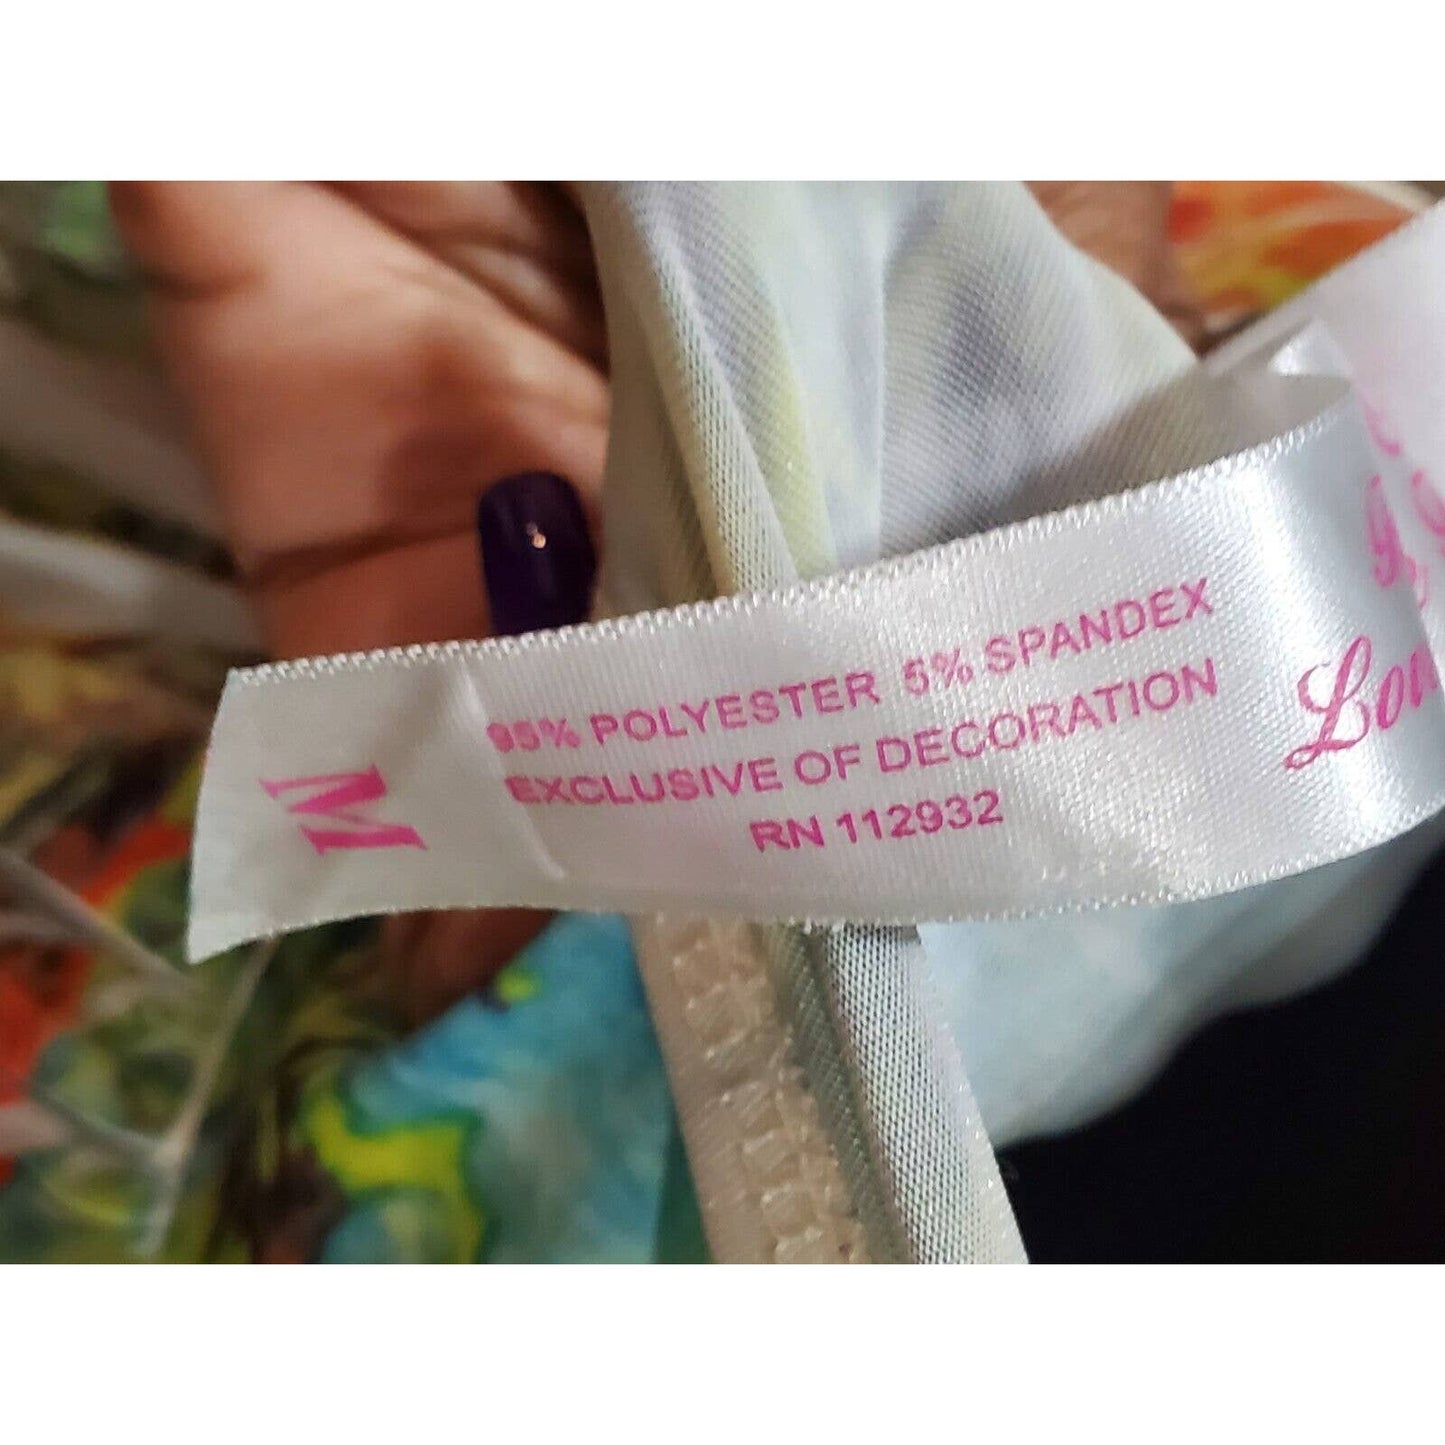 M
95% POLYESTER 5% SPANDEX
EXCLUSIVE OF DECORATION
RN 112932